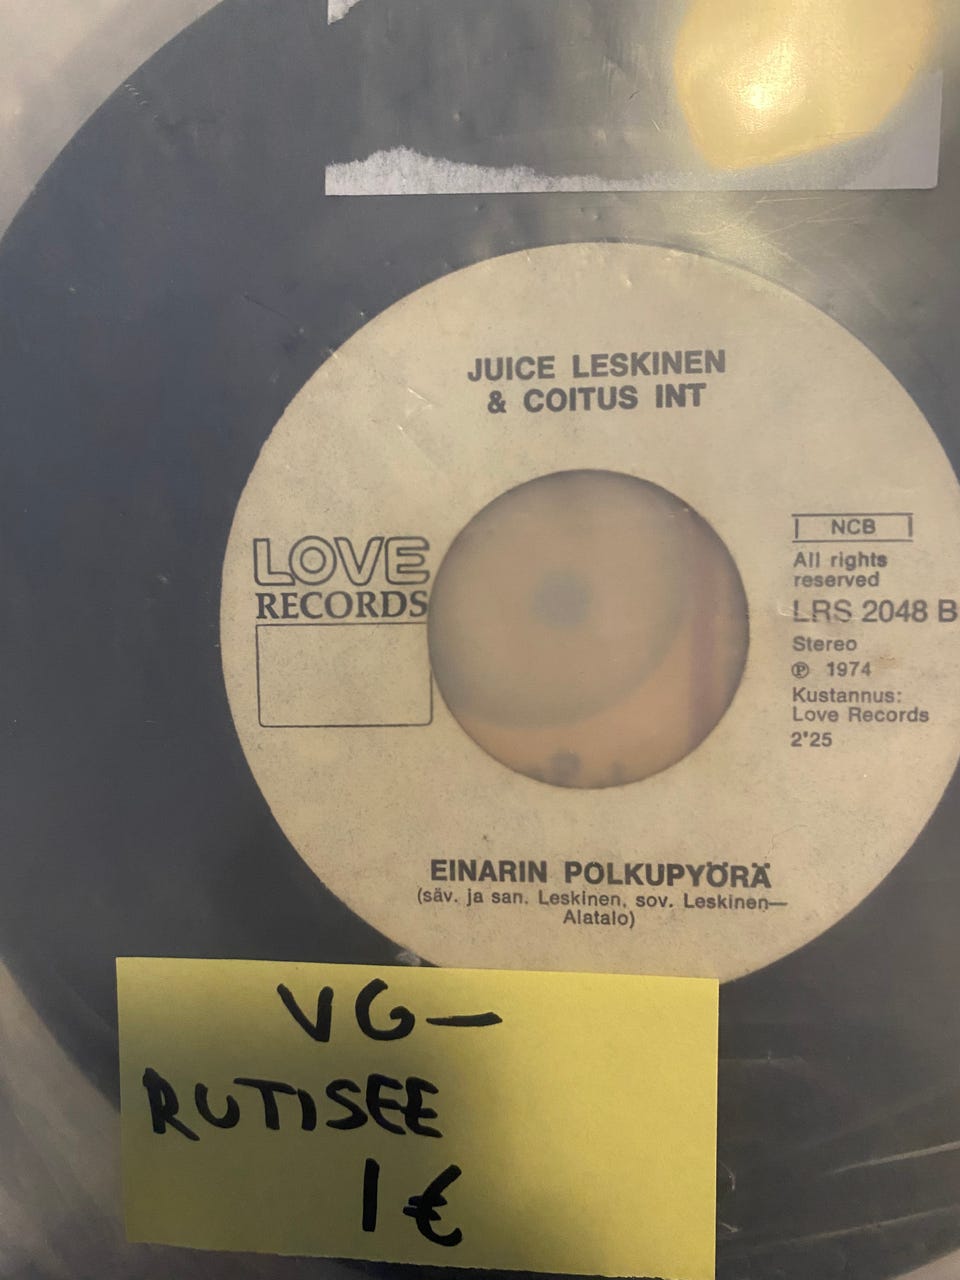 JUICE LESKINEN
& COITUS INT
LOVE
RECORDS
NCB
All rights
reserved
LRS 2048 B
Stereo
℗ 1974
Kustannus:
Love Records
2'25
EINARIN POLKUPYÖRÄ
(säv. ja san. Leskinen, sov. Leskinen—
Alatalo)
VG–
RUTISEE
1€